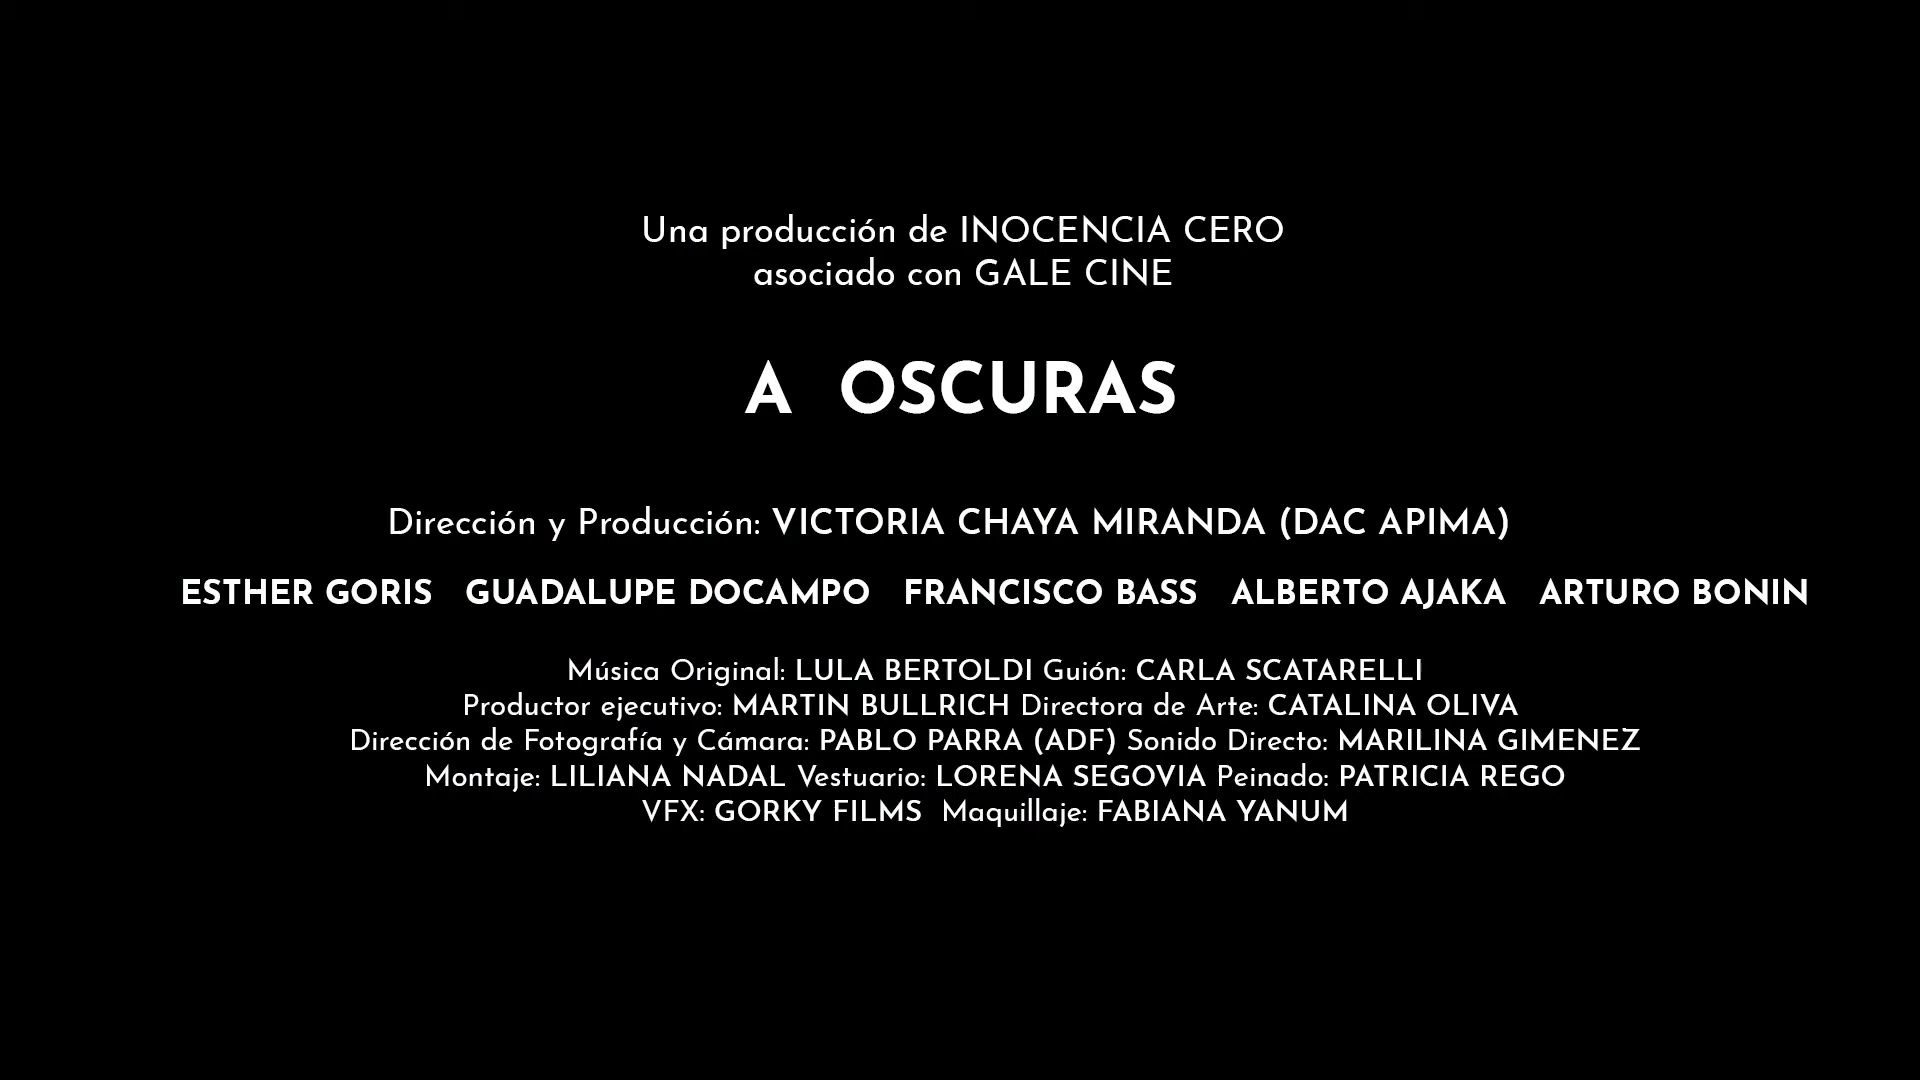 Una producción de INOCENCIA CERO
asociado con GALE CINE
A OSCURAS
Dirección y Producción: VICTORIA CHAYA MIRANDA (DAC APIMA)
ESTHER GORIS GUADALUPE DOCAMPO FRANCISCO BASS ALBERTO AJAKA ARTURO BONIN
Música Original: LULA BERTOLDI Guión: CARLA SCATARELLI
Productor ejecutivo: MARTIN BULLRICH Directora de Arte: CATALINA OLIVA
Dirección de Fotografía y Cámara: PABLO PARRA (ADF) Sonido Directo: MARILINA GIMENEZ
Montaje: LILIANA NADAL Vestuario: LORENA SEGOVIA Peinado: PATRICIA REGO
VFX: GORKY FILMS Maquillaje: FABIANA YANUM